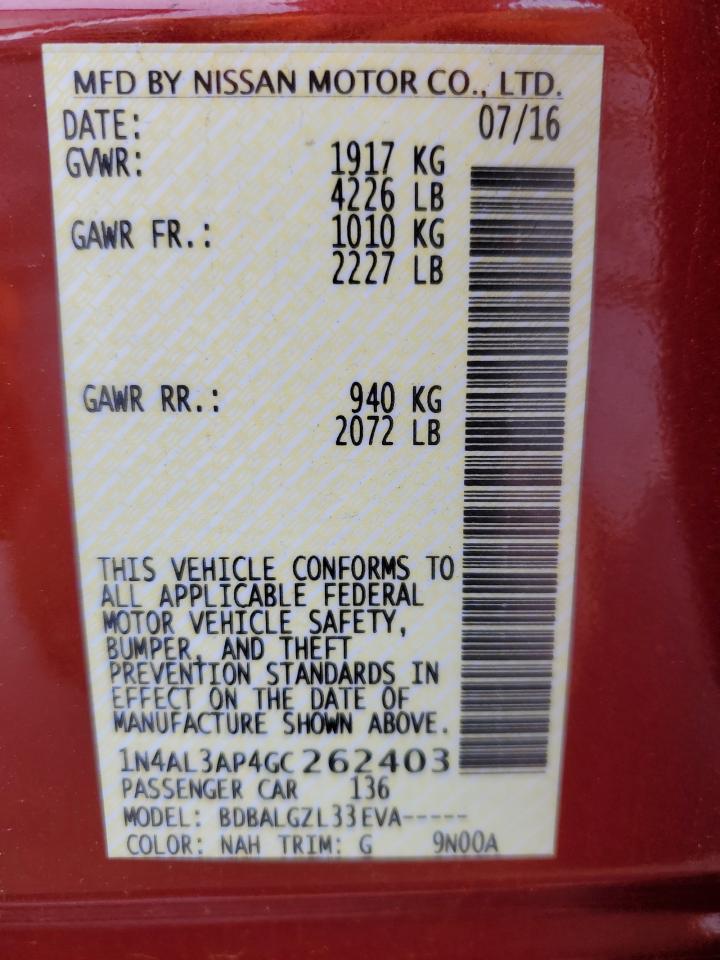 MFD BY NISSAN MOTOR CO., LTD.
DATE: 07/16
GVWR: 1917 KG
4226 LB
GAWR FR.: 1010 KG
2227 LB
GAWR RR.: 940 KG
2072 LB
THIS VEHICLE CONFORMS TO
ALL APPLICABLE FEDERAL
MOTOR VEHICLE SAFETY,
BUMPER, AND THEFT
PREVENTION STANDARDS IN
EFFECT ON THE DATE OF
MANUFACTURE SHOWN ABOVE.
1N4AL3AP4GC262403
PASSENGER CAR 136
MODEL: BDBALGZL33EVA-----
COLOR: NAH TRIM: G 9N00A